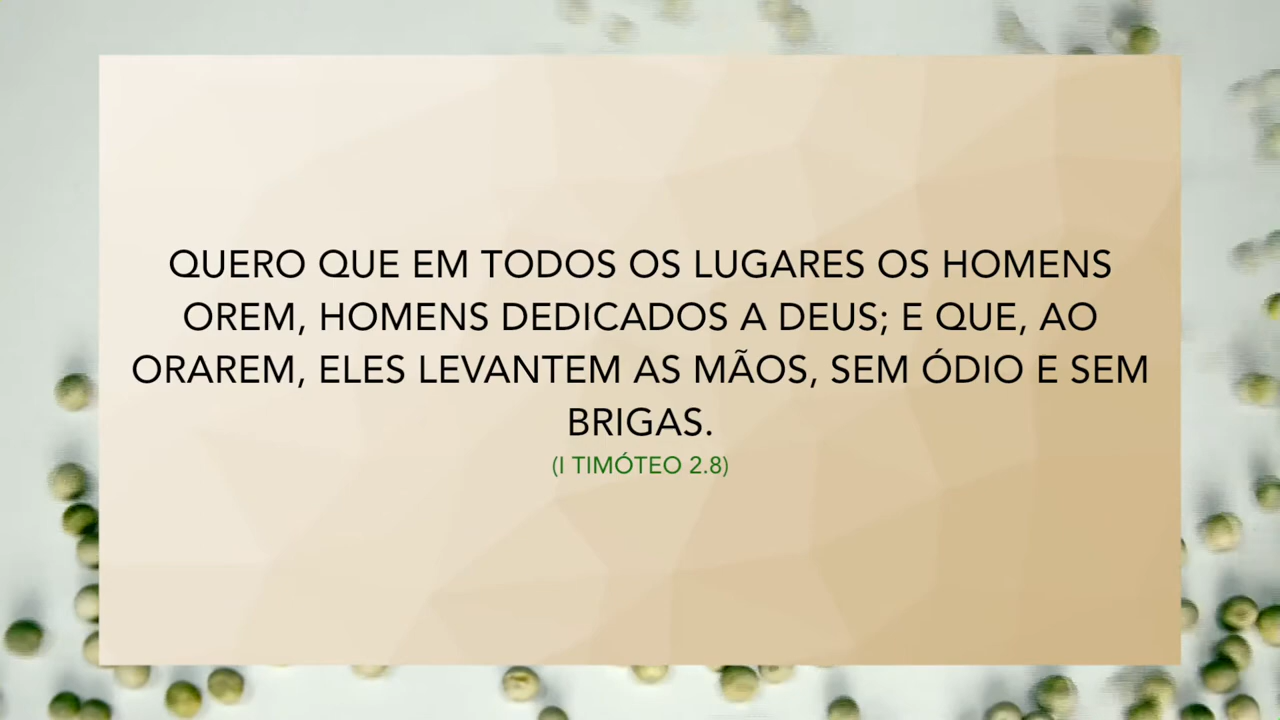 QUERO QUE EM TODOS OS LUGARES OS HOMENS
OREM, HOMENS DEDICADOS A DEUS; E QUE, AO
ORAREM, ELES LEVANTEM AS MÃOS, SEM ÓDIO E SEM
BRIGAS.
(I TIMÓTEO 2.8)